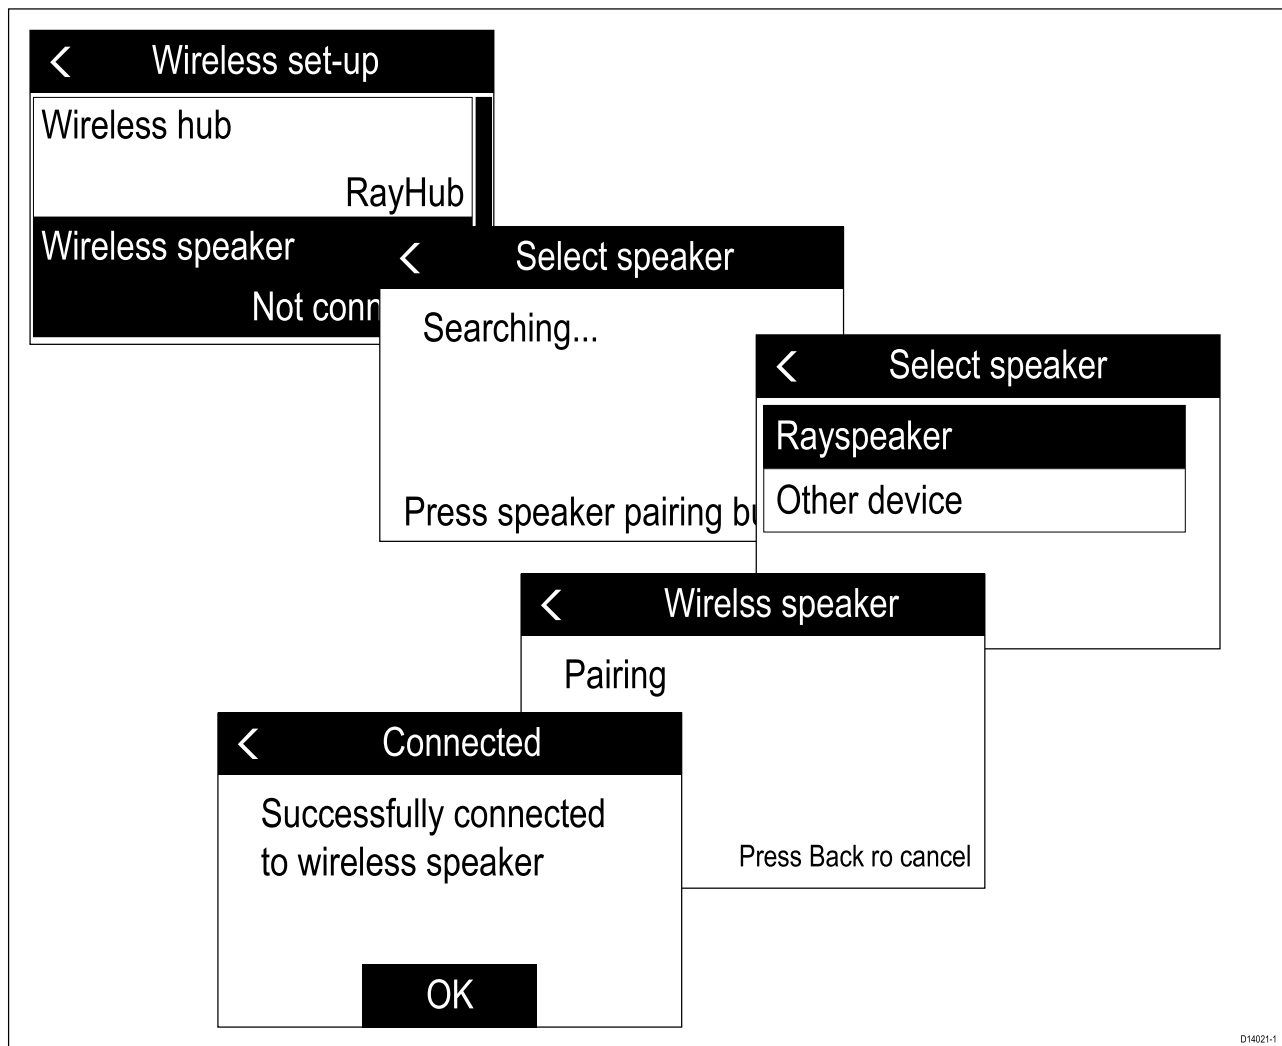 Wireless set-up
Wireless hub
RayHub
Wireless speaker
Not conn
Select speaker
Searching...
Press speaker pairing bu
Select speaker
Rayspeaker
Other device
Wirelss speaker
Pairing
Press Back ro cancel
Connected
Successfully connected
to wireless speaker
OK
D14021-1